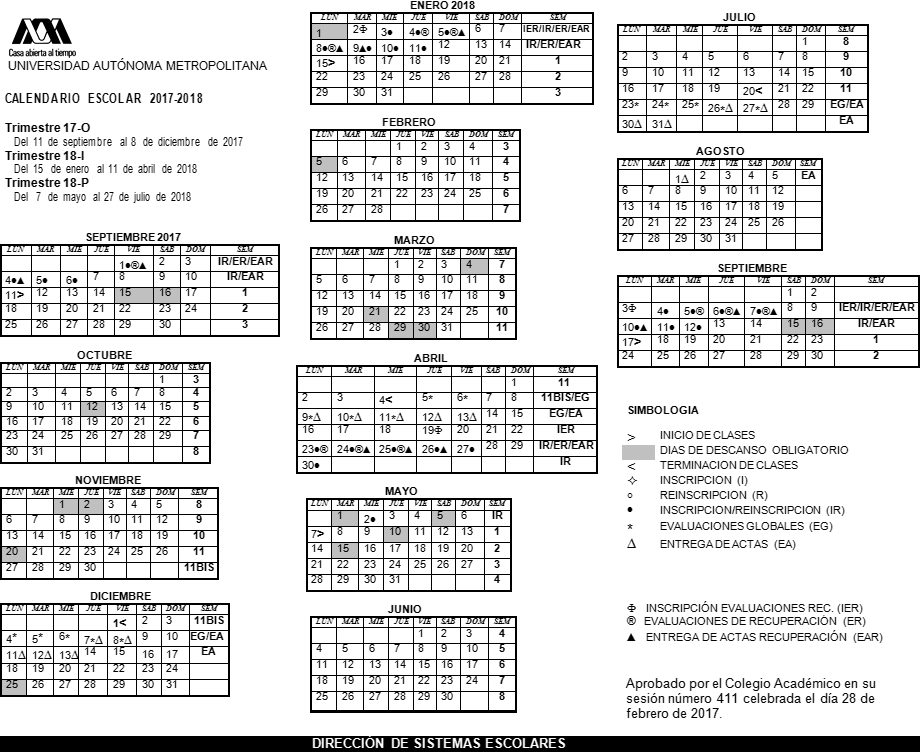 Casa abierta al tiempo
UNIVERSIDAD AUTÓNOMA METROPOLITANA
CALENDARIO ESCOLAR 2017-2018
Trimestre 17-O
Del 11 de septiembre al 8 de diciembre de 2017
Trimestre 18-I
Del 15 de enero al 11 de abril de 2018
Trimestre 18-P
Del 7 de mayo al 27 de julio de 2018
SEPTIEMBRE 2017
LUN MAR MIE JUE VIE SAB DOM SEM
1●®▲ 2 3 IR/ER/EAR
4●▲ 5● 6● 7 8 9 10 IR/EAR
11> 12 13 14 15 16 17 1
18 19 20 21 22 23 24 2
25 26 27 28 29 30 3
OCTUBRE
LUN MAR MIE JUE VIE SAB DOM SEM
1 3
2 3 4 5 6 7 8 4
9 10 11 12 13 14 15 5
16 17 18 19 20 21 22 6
23 24 25 26 27 28 29 7
30 31 8
NOVIEMBRE
LUN MAR MIE JUE VIE SAB DOM SEM
1 2 3 4 5 8
6 7 8 9 10 11 12 9
13 14 15 16 17 18 19 10
20 21 22 23 24 25 26 11
27 28 29 30 11BIS
DICIEMBRE
LUN MAR MIE JUE VIE SAB DOM SEM
1< 2 3 11BIS
4* 5* 6* 7*Δ 8*Δ 9 10 EG/EA
11Δ 12Δ 13Δ 14 15 16 17 EA
18 19 20 21 22 23 24
25 26 27 28 29 30 31
ENERO 2018
LUN MAR MIE JUE VIE SAB DOM SEM
1 2Φ 3● 4●® 5●®▲ 6 7 IER/IR/ER/EAR
8●®▲ 9▲● 10● 11● 12 13 14 IR/ER/EAR
15> 16 17 18 19 20 21 1
22 23 24 25 26 27 28 2
29 30 31 3
FEBRERO
LUN MAR MIE JUE VIE SAB DOM SEM
1 2 3 4 3
5 6 7 8 9 10 11 4
12 13 14 15 16 17 18 5
19 20 21 22 23 24 25 6
26 27 28 7
MARZO
LUN MAR MIE JUE VIE SAB DOM SEM
1 2 3 4 7
5 6 7 8 9 10 11 8
12 13 14 15 16 17 18 9
19 20 21 22 23 24 25 10
26 27 28 29 30 31 11
ABRIL
LUN MAR MIE JUE VIE SAB DOM SEM
1 11
2 3 4< 5* 6* 7 8 11BIS/EG
9*Δ 10*Δ 11*Δ 12Δ 13Δ 14 15 EG/EA
16 17 18 19Φ 20 21 22 IER
23●® 24●®▲ 25●®▲ 26●▲ 27● 28 29 IR/ER/EAR
30● IR
MAYO
LUN MAR MIE JUE VIE SAB DOM SEM
1 2● 3 4 5 6 IR
7> 8 9 10 11 12 13 1
14 15 16 17 18 19 20 2
21 22 23 24 25 26 27 3
28 29 30 31 4
JUNIO
LUN MAR MIE JUE VIE SAB DOM SEM
1 2 3 4
4 5 6 7 8 9 10 5
11 12 13 14 15 16 17 6
18 19 20 21 22 23 24 7
25 26 27 28 29 30 8
JULIO
LUN MAR MIE JUE VIE SAB DOM SEM
1 8
2 3 4 5 6 7 8 9
9 10 11 12 13 14 15 10
16 17 18 19 20< 21 22 11
23* 24* 25* 26*Δ 27*Δ 28 29 EG/EA
30Δ 31Δ EA
AGOSTO
LUN MAR MIE JUE VIE SAB DOM SEM
1Δ 2 3 4 5 EA
6 7 8 9 10 11 12
13 14 15 16 17 18 19
20 21 22 23 24 25 26
27 28 29 30 31
SEPTIEMBRE
LUN MAR MIE JUE VIE SAB DOM SEM
1 2
3Φ 4● 5●® 6●®▲ 7●®▲ 8 9 IER/IR/ER/EAR
10●▲ 11● 12● 13 14 15 16 IR/EAR
17> 18 19 20 21 22 23 1
24 25 26 27 28 29 30 2
SIMBOLOGIA
> INICIO DE CLASES
DIAS DE DESCANSO OBLIGATORIO
< TERMINACION DE CLASES
✧ INSCRIPCION (I)
○ REINSCRIPCION (R)
● INSCRIPCION/REINSCRIPCION (IR)
* EVALUACIONES GLOBALES (EG)
Δ ENTREGA DE ACTAS (EA)
Φ INSCRIPCIÓN EVALUACIONES REC. (IER)
® EVALUACIONES DE RECUPERACIÓN (ER)
▲ ENTREGA DE ACTAS RECUPERACIÓN (EAR)
Aprobado por el Colegio Académico en su
sesión número 411 celebrada el día 28 de
febrero de 2017.
DIRECCIÓN DE SISTEMAS ESCOLARES